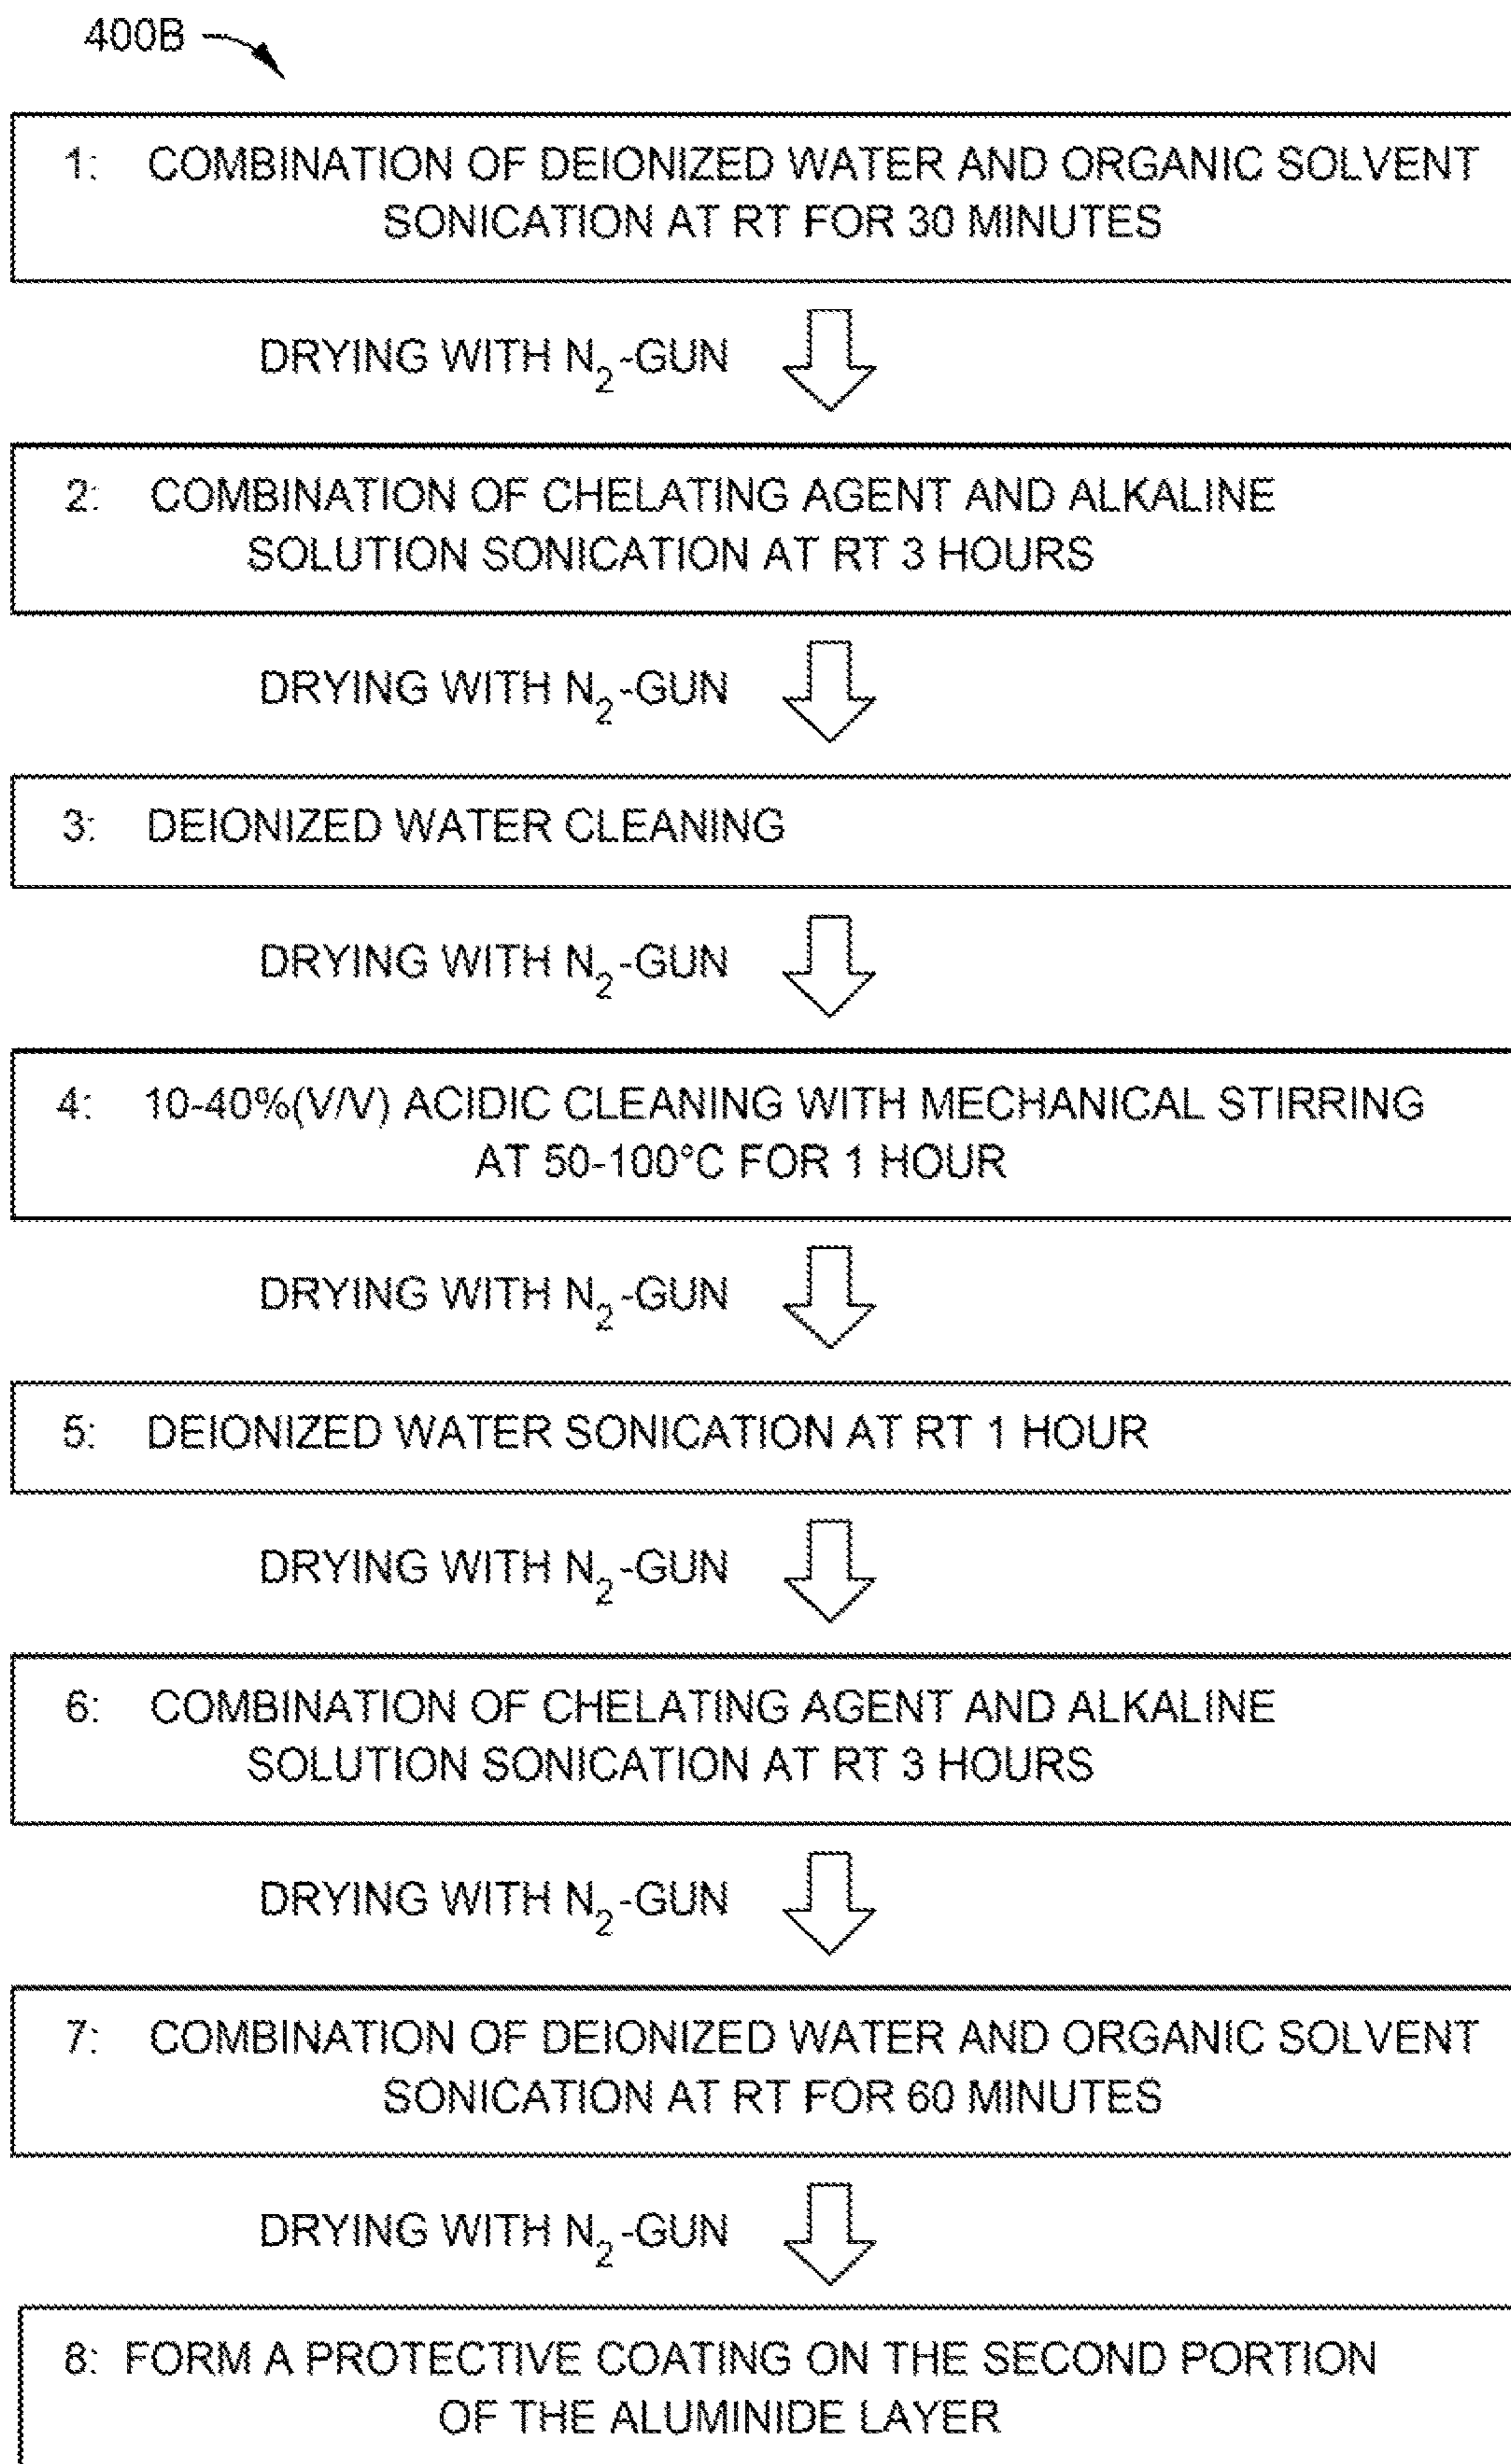 400B
1: COMBINATION OF DEIONIZED WATER AND ORGANIC SOLVENT
SONICATION AT RT FOR 30 MINUTES
DRYING WITH N2-GUN
2: COMBINATION OF CHELATING AGENT AND ALKALINE
SOLUTION SONICATION AT RT 3 HOURS
DRYING WITH N2-GUN
3: DEIONIZED WATER CLEANING
DRYING WITH N2-GUN
4: 10-40%(V/V) ACIDIC CLEANING WITH MECHANICAL STIRRING
AT 50-100°C FOR 1 HOUR
DRYING WITH N2-GUN
5: DEIONIZED WATER SONICATION AT RT 1 HOUR
DRYING WITH N2-GUN
6: COMBINATION OF CHELATING AGENT AND ALKALINE
SOLUTION SONICATION AT RT 3 HOURS
DRYING WITH N2-GUN
7: COMBINATION OF DEIONIZED WATER AND ORGANIC SOLVENT
SONICATION AT RT FOR 60 MINUTES
DRYING WITH N2-GUN
8: FORM A PROTECTIVE COATING ON THE SECOND PORTION
OF THE ALUMINIDE LAYER